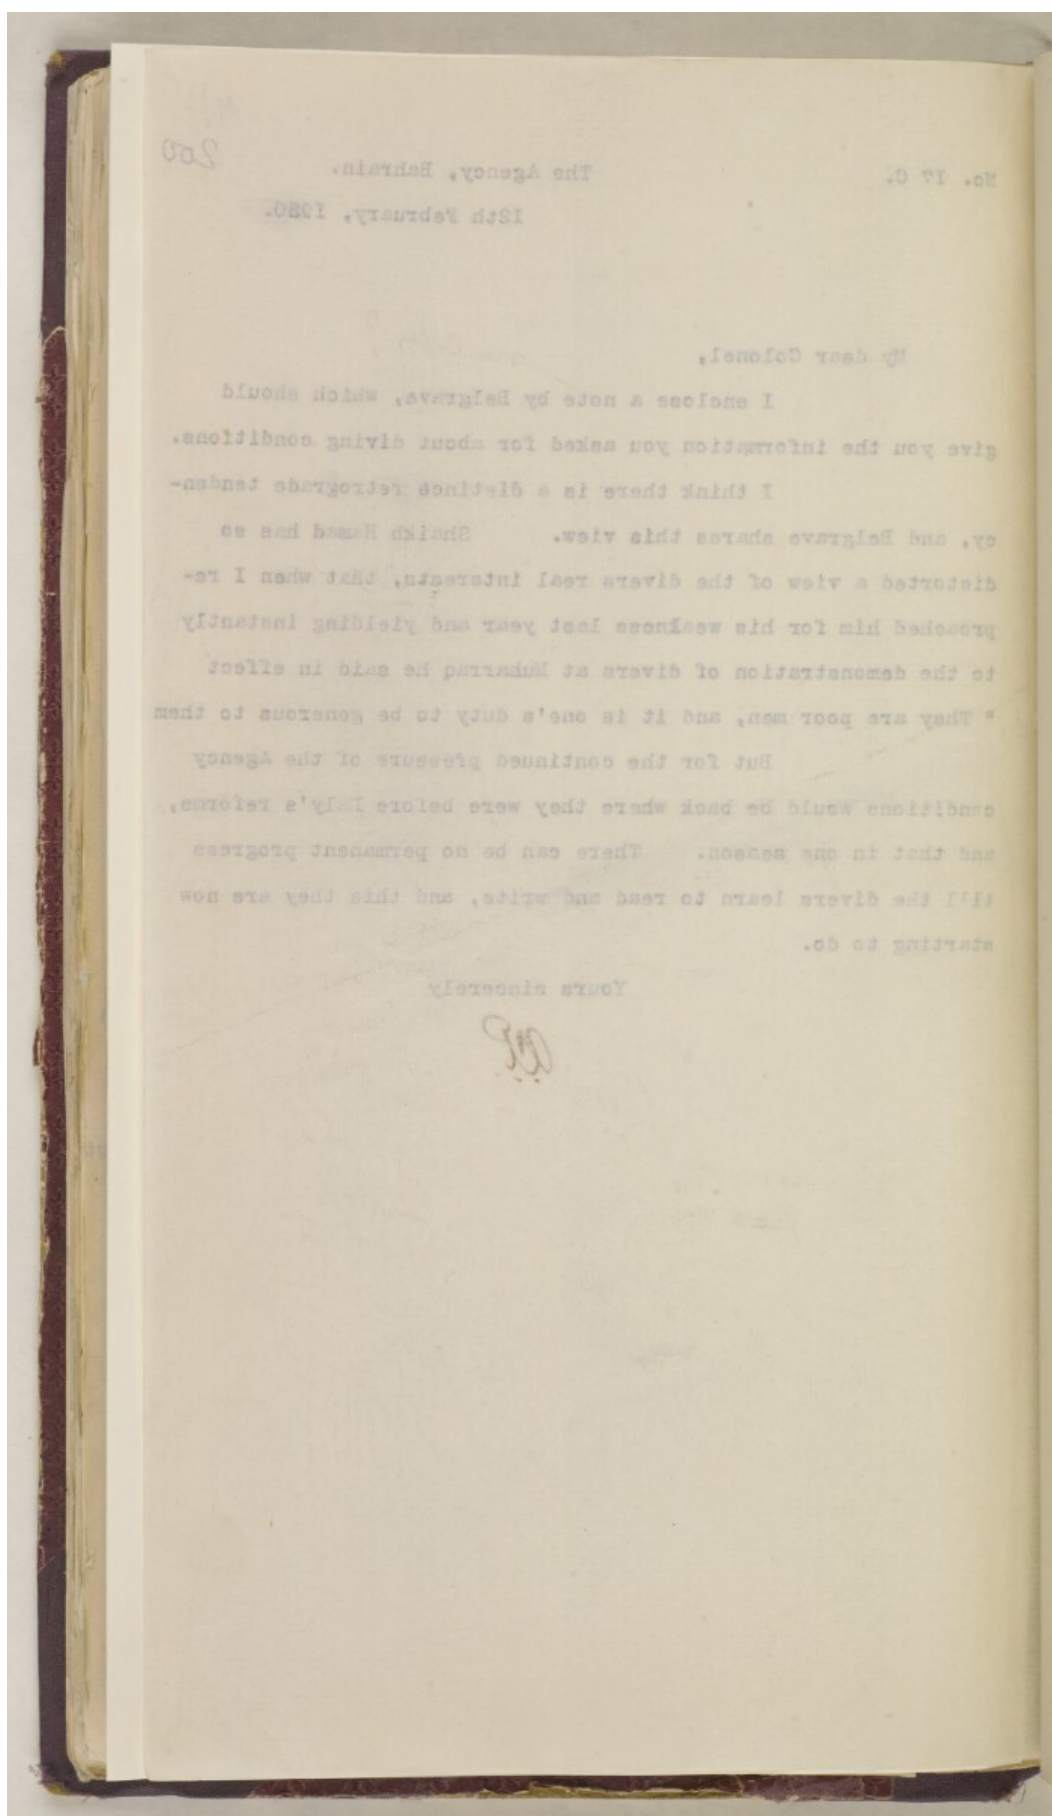 200
No. 17 C.
The Agency, Bahrain.
12th February, 1930.
My dear Colonel,
I enclose a note by Belgrave, which should
give you the information you asked for about diving conditions.
I think there is a distinct retrograde tenden-
cy, and Belgrave shares this view. Shaikh Hamad has so
distorted a view of the divers real interests, that when I re-
proached him for his weakness last year and yielding instantly
to the demonstration of divers at Muharraq he said in effect
" They are poor men, and it is one's duty to be generous to them
But for the continued pressure of the Agency
conditions would be back where they were before Daly's reforms,
and that in one season. There can be no permanent progress
till the divers learn to read and write, and this they are now
starting to do.
Yours sincerely